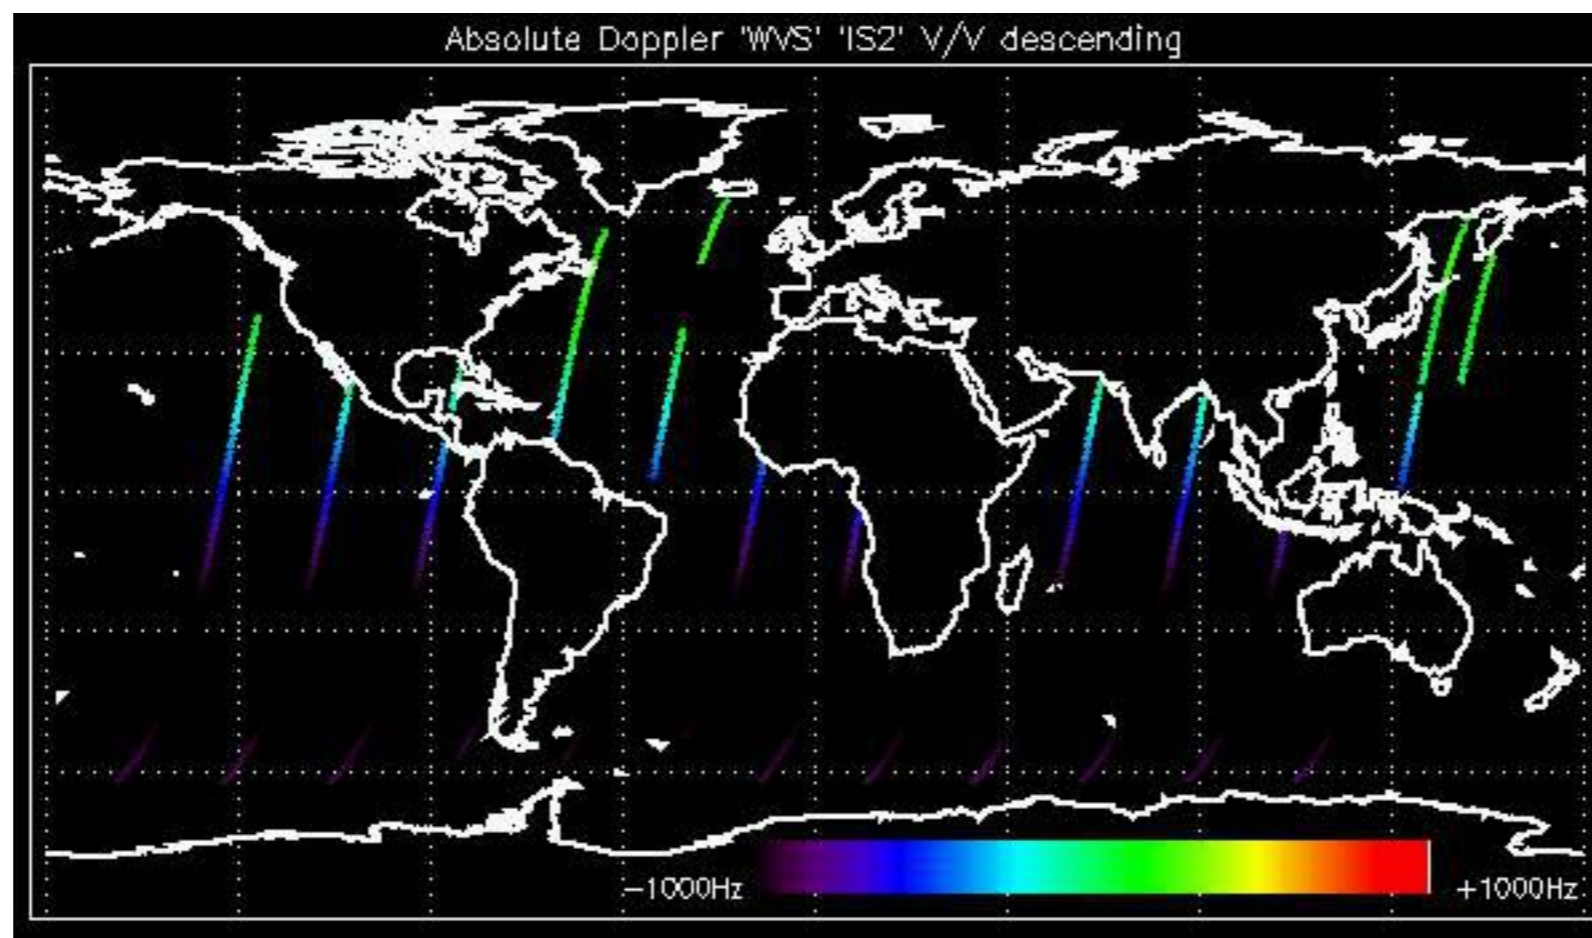 Absolute Doppler 'WVS' 'IS2' V/V descending
−1000Hz
+1000Hz